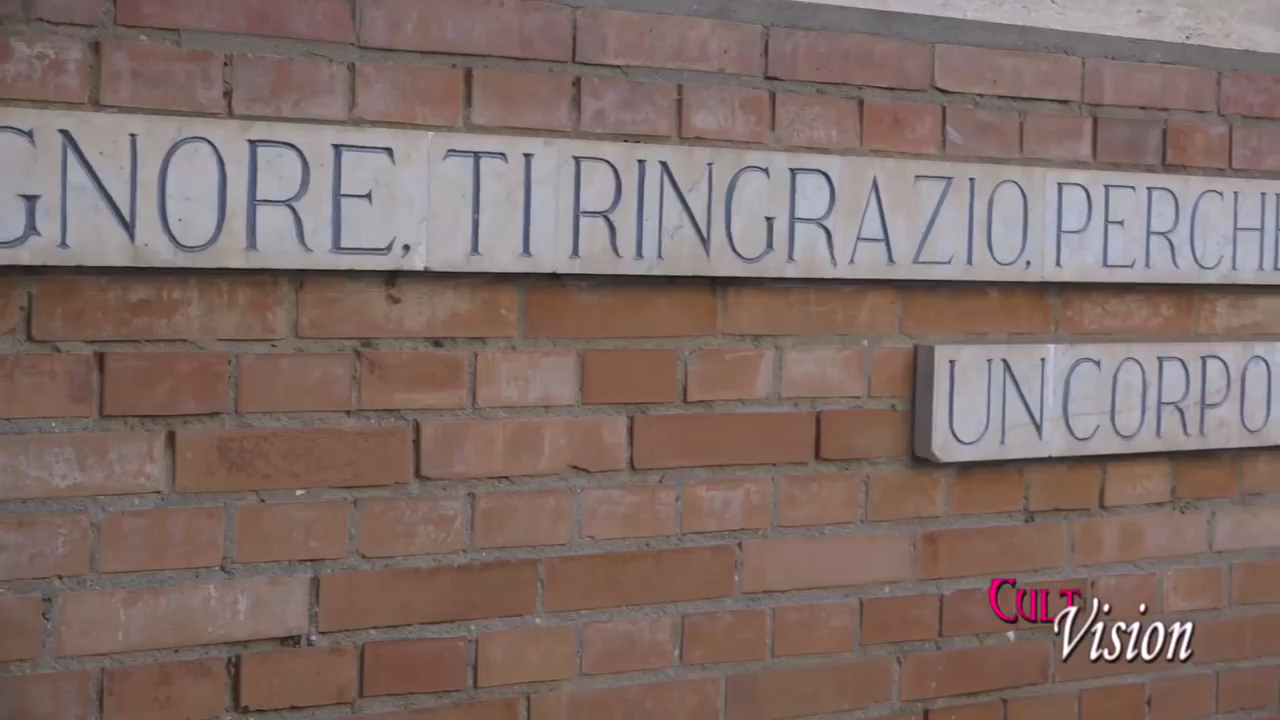 GNORE, TI RINGRAZIO, PERCHE
UN CORPO
CULT
Vision